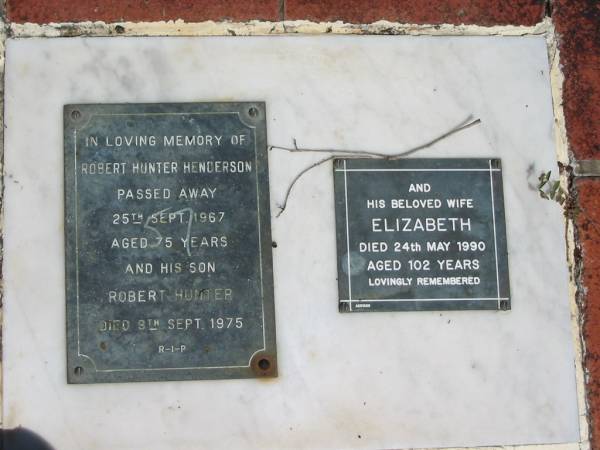 IN LOVING MEMORY OF
ROBERT HUNTER HENDERSON
PASSED AWAY
25TH SEPT. 1967
AGED 75 YEARS
AND HIS SON
ROBERT HUNTER
DIED 8TH SEPT. 1975
R-I-P
AND
HIS BELOVED WIFE
ELIZABETH
DIED 24th MAY 1990
AGED 102 YEARS
LOVINGLY REMEMBERED